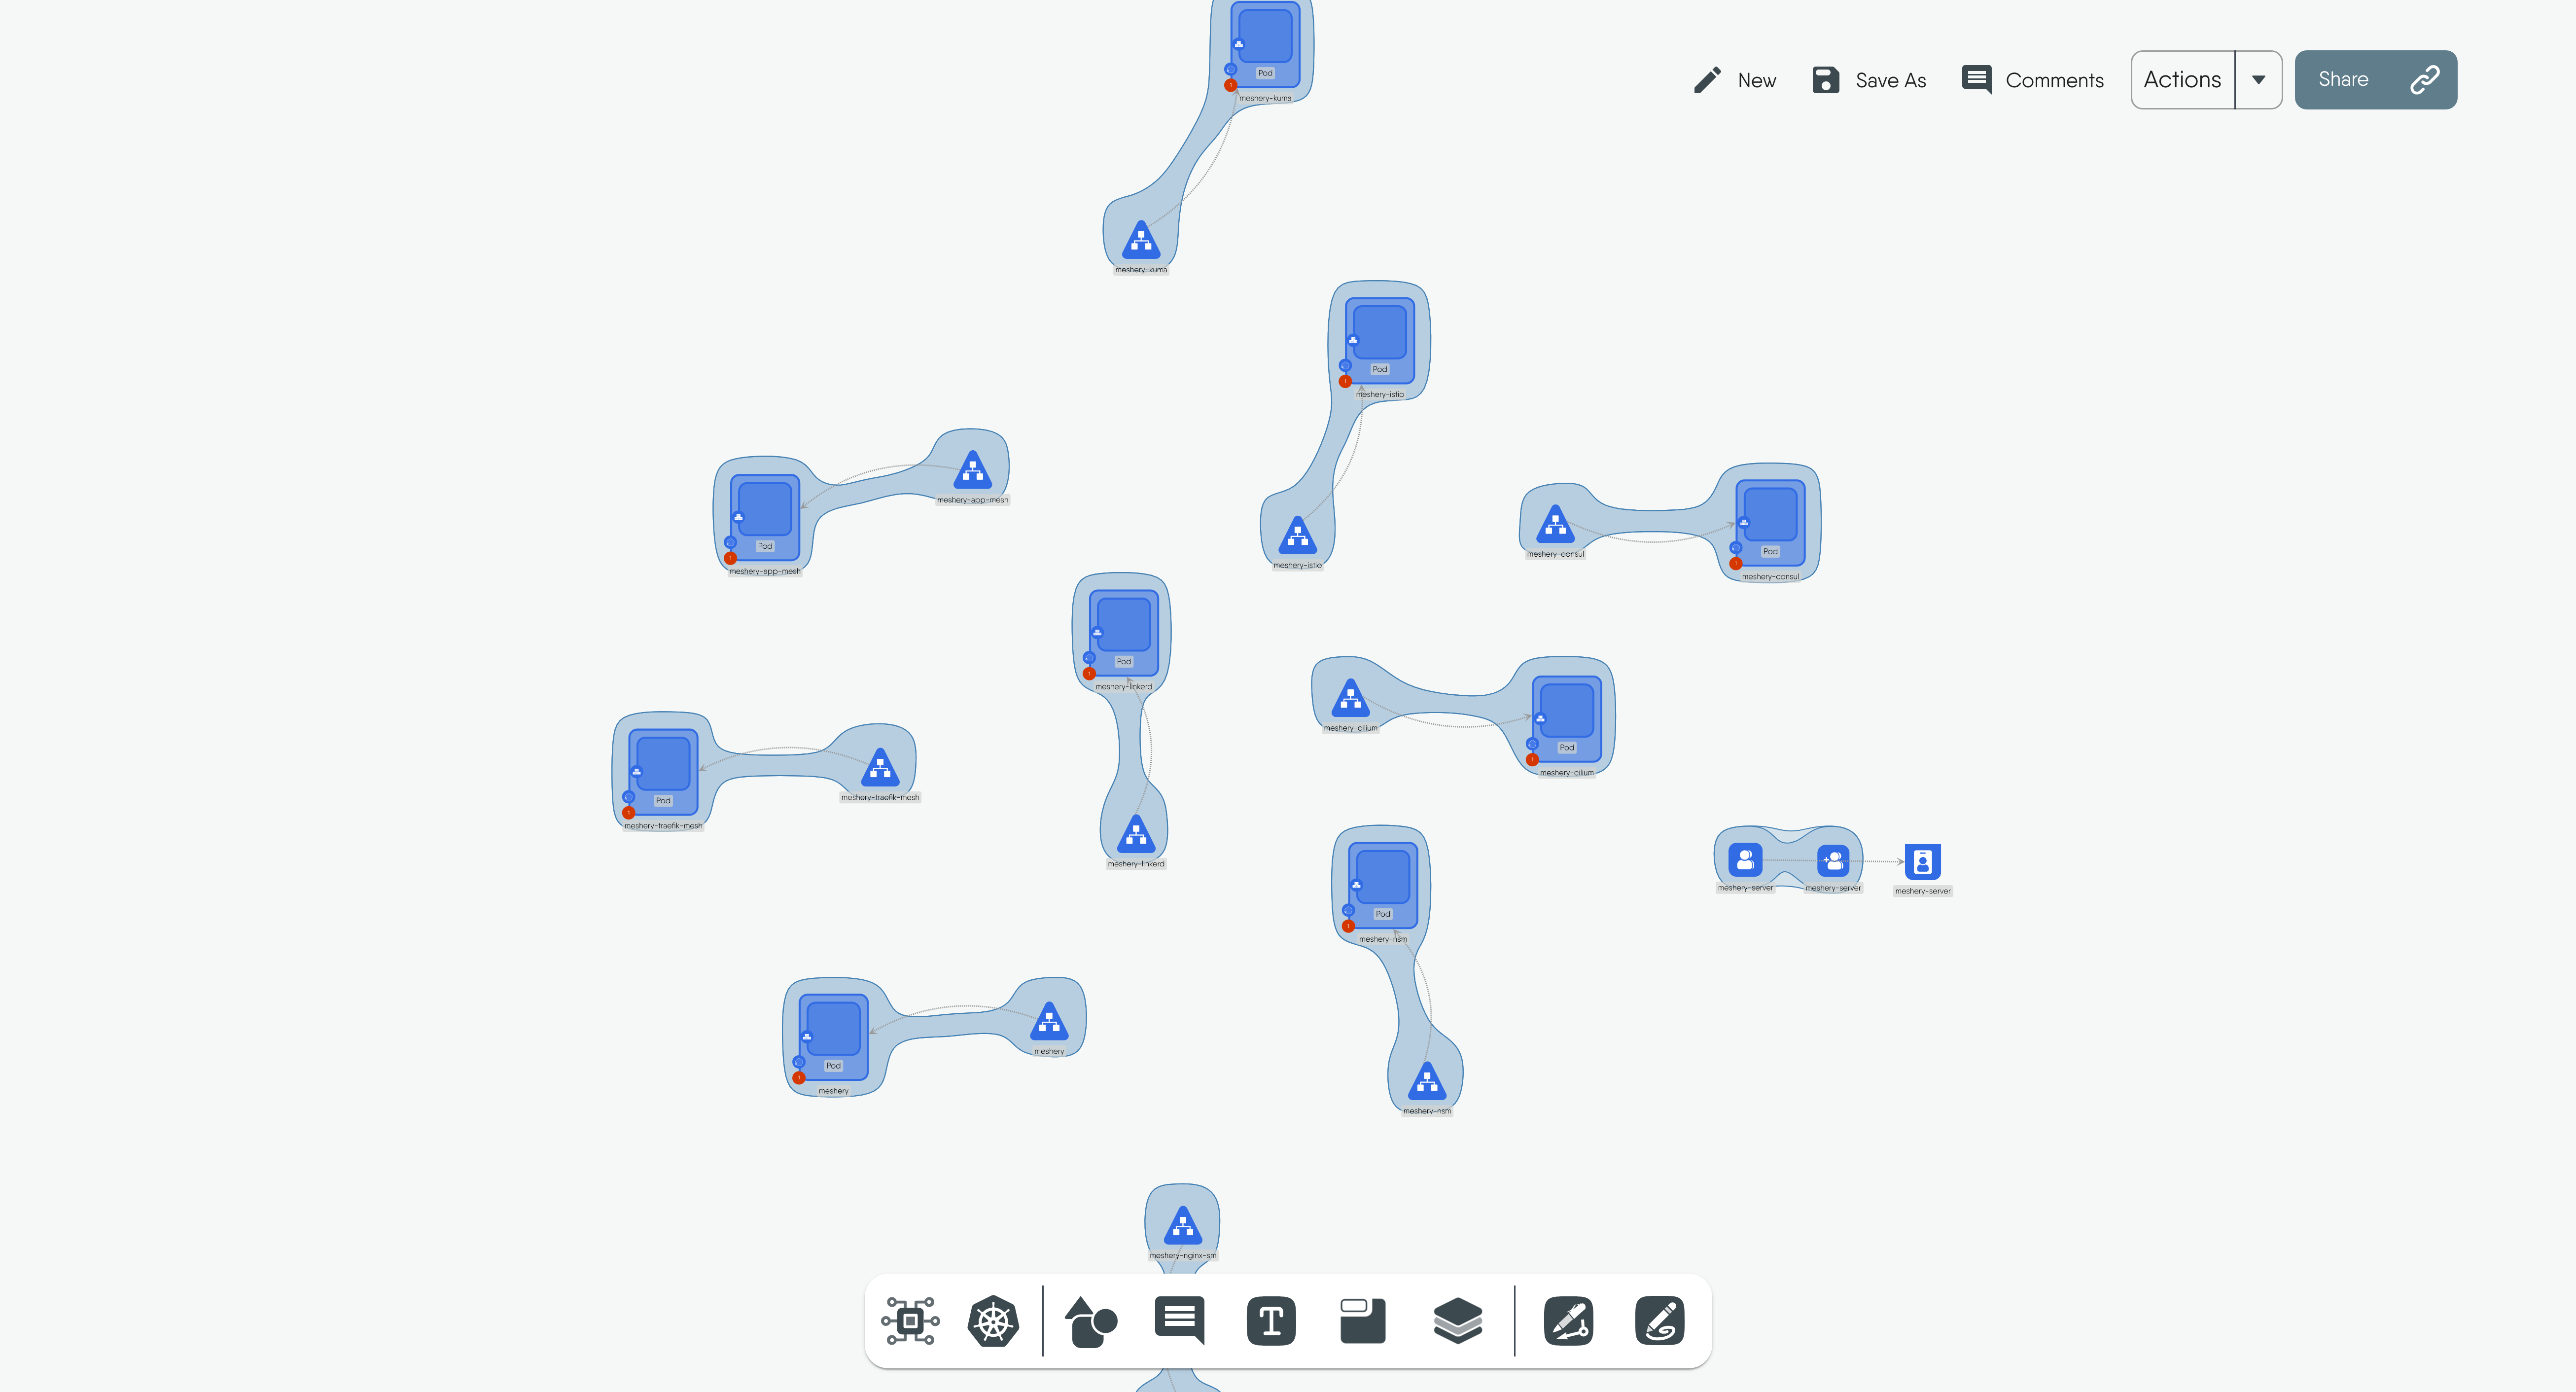 Pod
meshery-kuma
New
Save As
Comments
Actions
Share
meshery-kuma
Pod
meshery-istio
meshery-app-mesh
Pod
meshery-app-mesh
meshery-istio
meshery-consul
Pod
meshery-consul
Pod
meshery-linkerd
meshery-cilium
Pod
meshery-cilium
Pod
meshery-traefik-mesh
meshery-traefik-mesh
meshery-linkerd
meshery-server
meshery-server
meshery-server
Pod
meshery-nsm
meshery
Pod
meshery
meshery-nsm
meshery-nginx-sm